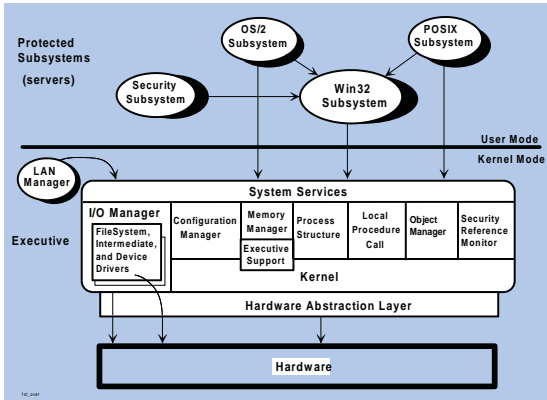 Protected
Subsystems
(servers)
OS/2
Subsystem
POSIX
Subsystem
Security
Subsystem
Win32
Subsystem
User Mode
Kernel Mode
LAN
Manager
Executive
System Services
I/O Manager
FileSystem,
Intermediate,
and Device
Drivers
Configuration
Manager
Memory
Manager
Executive
Support
Process
Structure
Local
Procedure
Call
Object
Manager
Security
Reference
Monitor
Kernel
Hardware Abstraction Layer
Hardware